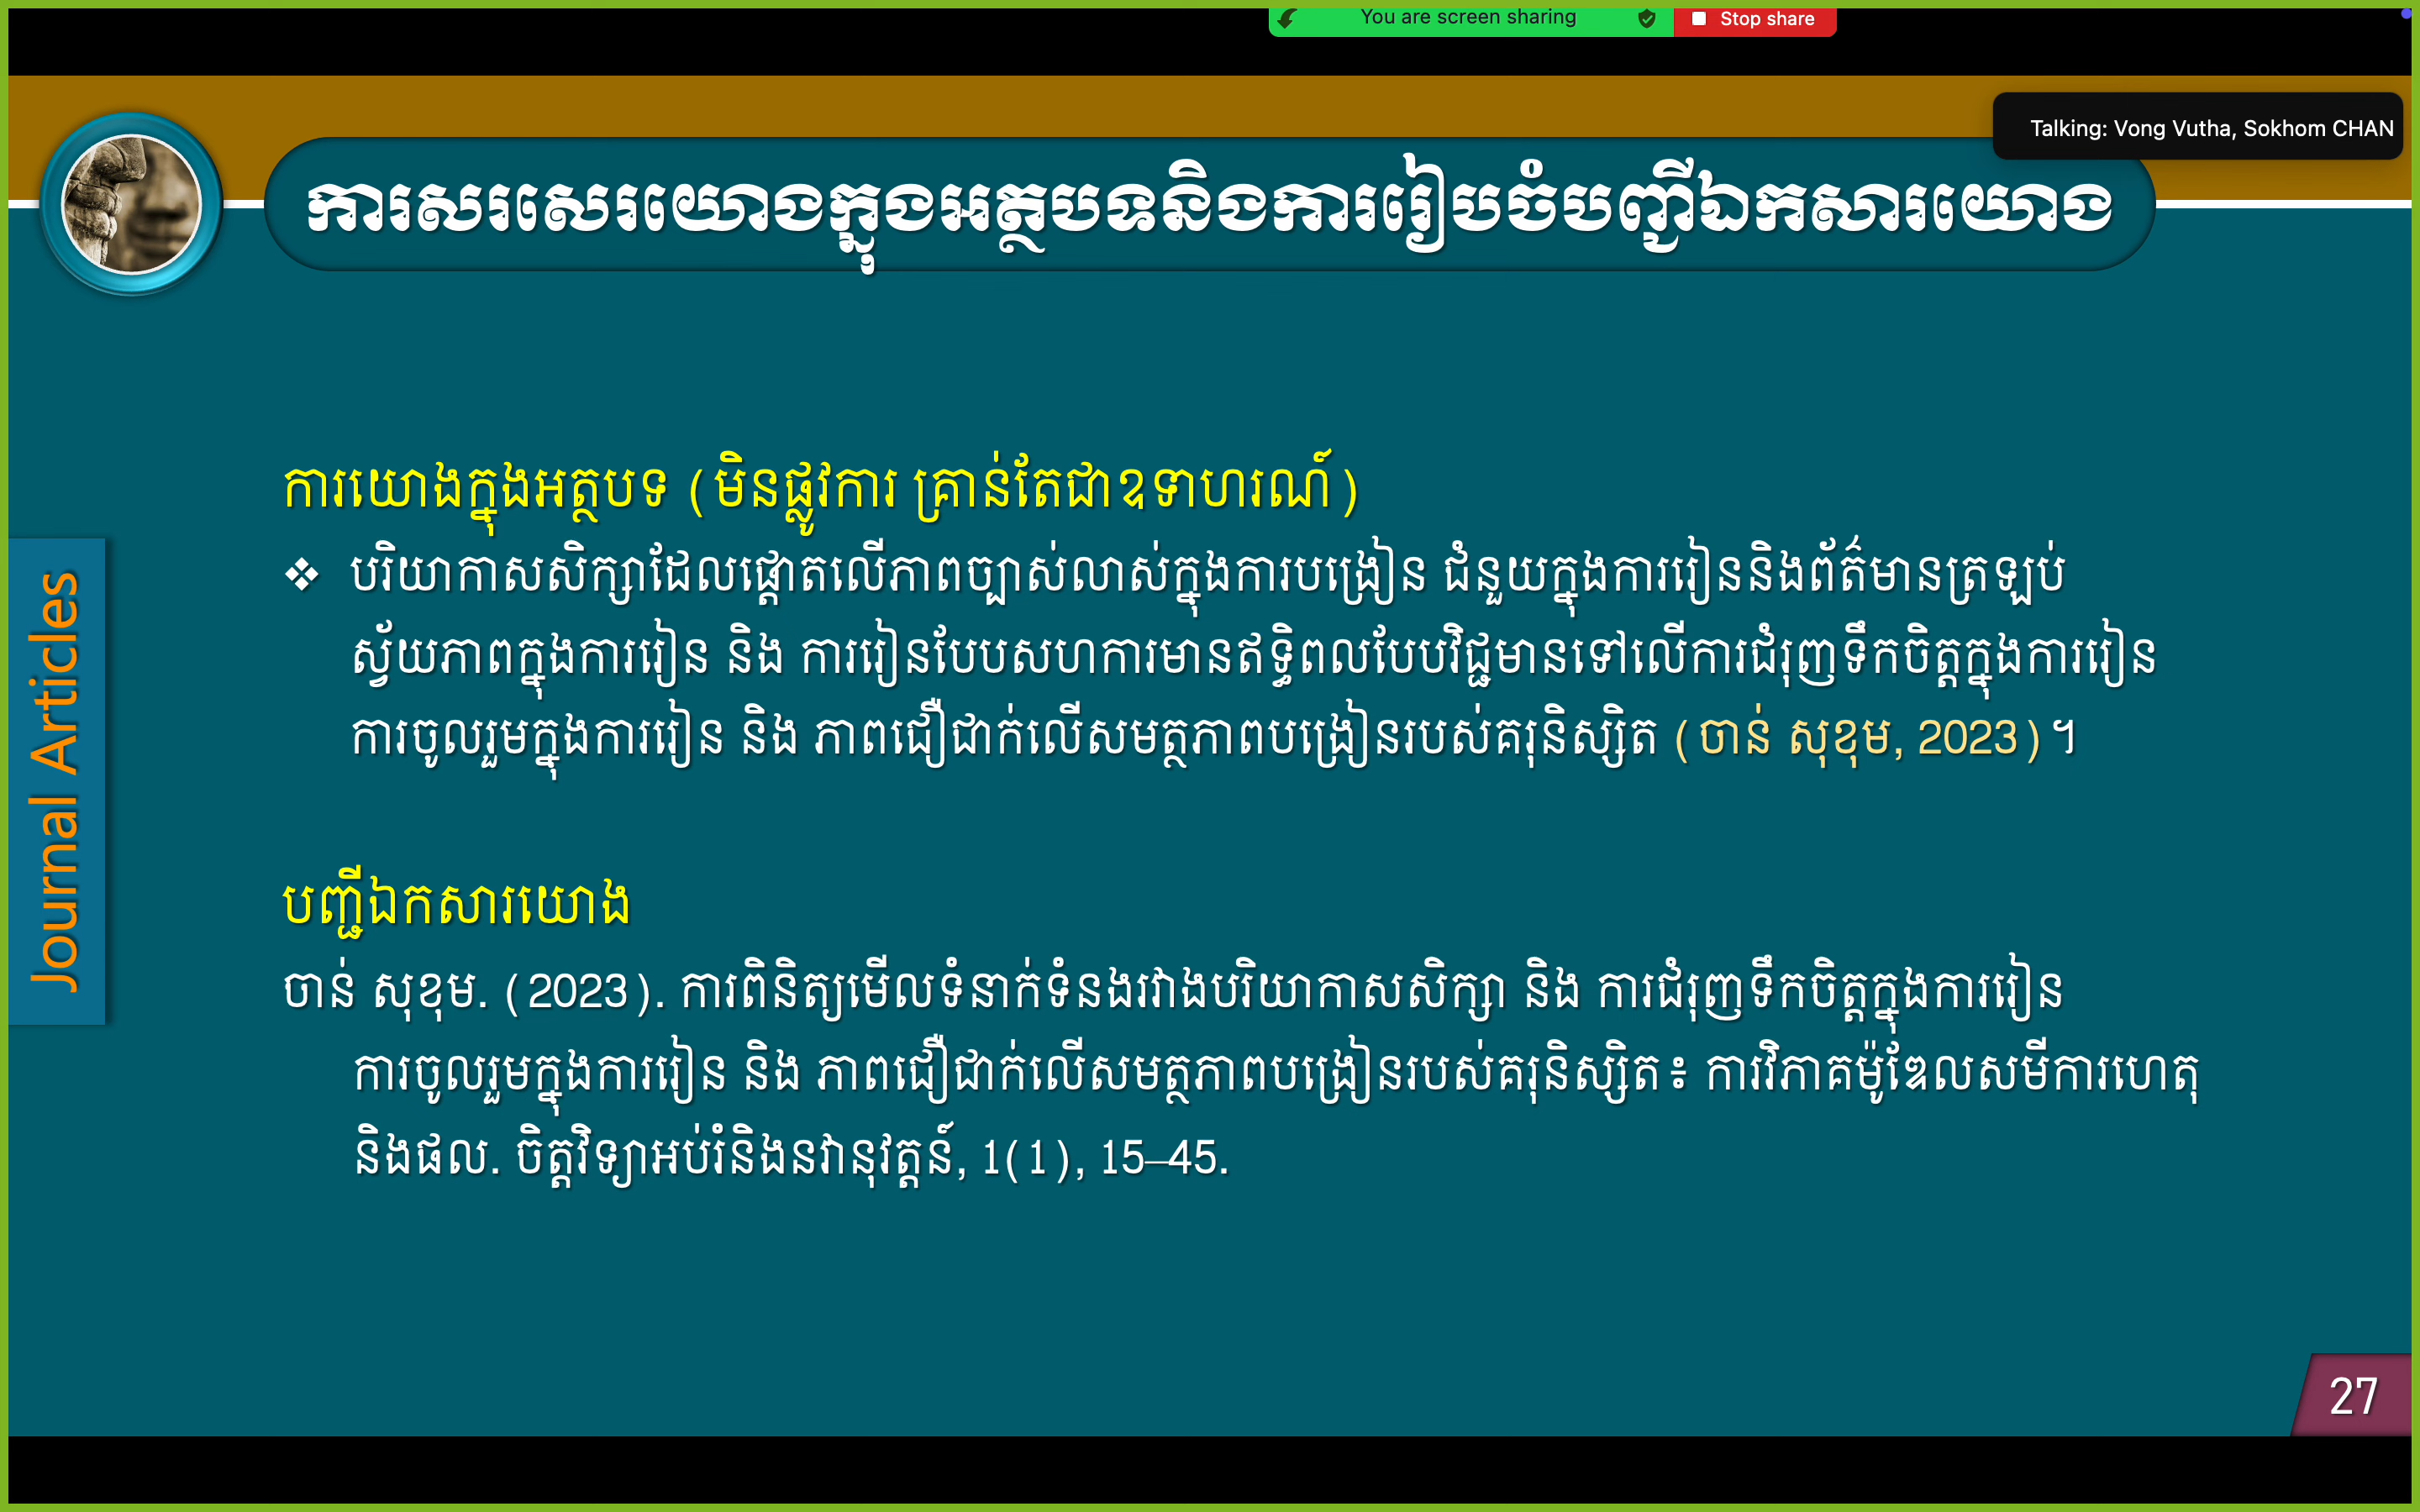 You are screen sharing
Stop share
Talking: Vong Vutha, Sokhom CHAN
ការសរសេរយោងក្នុងអត្ថបទនិងការរៀបចំបញ្ជីឯកសារយោង
Journal Articles
ការយោងក្នុងអត្ថបទ (មិនផ្លូវការ គ្រាន់តែជាឧទាហរណ៍)
❖ បរិយាកាសសិក្សាដែលផ្តោតលើភាពច្បាស់លាស់ក្នុងការបង្រៀន ជំនួយក្នុងការរៀននិងព័ត៌មានត្រឡប់
ស្វ័យភាពក្នុងការរៀន និង ការរៀនបែបសហការមានឥទ្ធិពលបែបវិជ្ជមានទៅលើការជំរុញទឹកចិត្តក្នុងការរៀន
ការចូលរួមក្នុងការរៀន និង ភាពជឿជាក់លើសមត្ថភាពបង្រៀនរបស់គរុនិស្សិត (ចាន់ សុខុម, 2023)។
បញ្ជីឯកសារយោង
ចាន់ សុខុម. (2023). ការពិនិត្យមើលទំនាក់ទំនងរវាងបរិយាកាសសិក្សា និង ការជំរុញទឹកចិត្តក្នុងការរៀន
ការចូលរួមក្នុងការរៀន និង ភាពជឿជាក់លើសមត្ថភាពបង្រៀនរបស់គរុនិស្សិត៖ ការវិភាគម៉ូឌែលសមីការហេតុ
និងផល. ចិត្តវិទ្យាអប់រំនិងនវានុវត្តន៍, 1(1), 15–45.
27